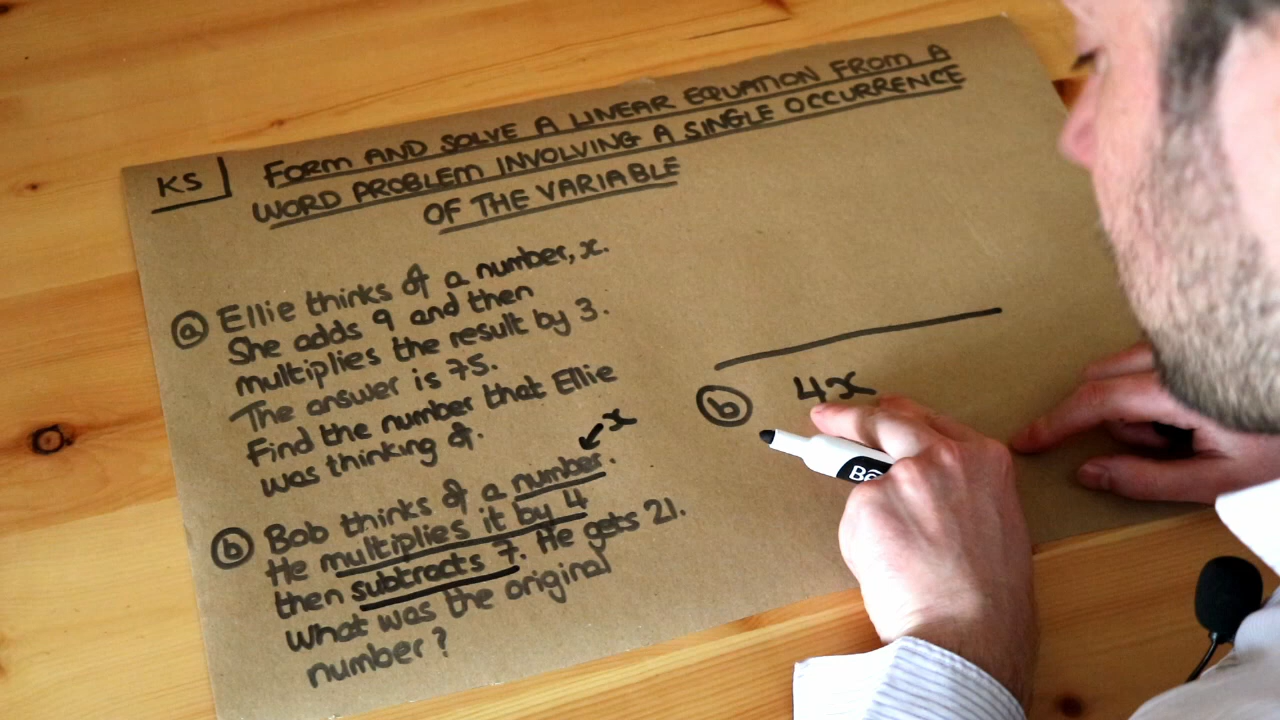 KS
FORM AND SOLVE A LINEAR EQUATION FROM A
WORD PROBLEM INVOLVING A SINGLE OCCURRENCE
OF THE VARIABLE
a Ellie thinks of a number, x.
She adds 9 and then
multiplies the result by 3.
The answer is 75.
Find the number that Ellie
was thinking of.
x
b Bob thinks of a number.
He multiplies it by 4
then subtracts 7. He gets 21.
What was the original
number?
b 4x